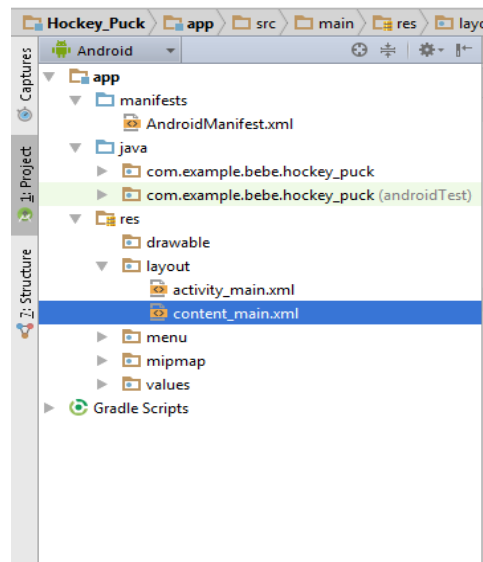 Hockey_Puck app src main res layo
Android
app
manifests
AndroidManifest.xml
java
com.example.bebe.hockey_puck
com.example.bebe.hockey_puck (androidTest)
res
drawable
layout
activity_main.xml
content_main.xml
menu
mipmap
values
Gradle Scripts
Captures
1: Project
7: Structure